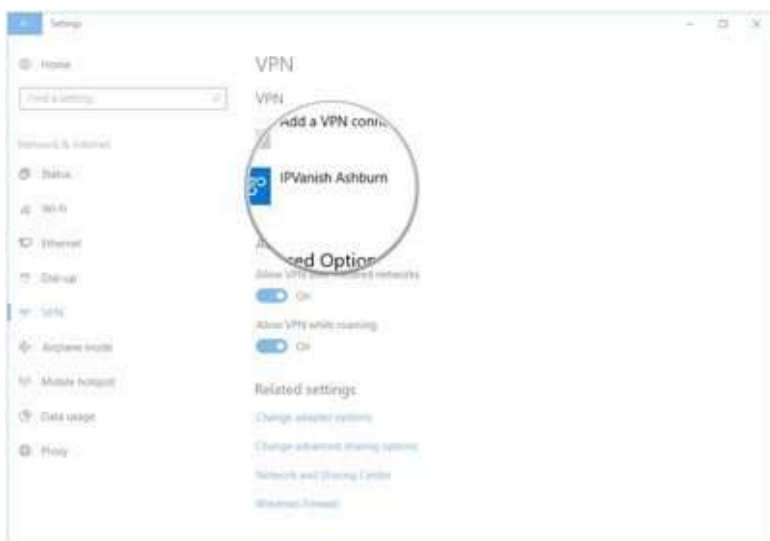 Settings
Home
VPN
Find a setting
VPN
Add a VPN conn
Network & Internet
IPVanish Ashburn
Status
Wi-Fi
Ethernet
ced Option
Allow VPN over metered networks
Dial-up
On
VPN
Allow VPN while roaming
On
Airplane mode
Mobile hotspot
Related settings
Data usage
Change adapter options
Change advanced sharing options
Proxy
Network and Sharing Center
Windows Firewall